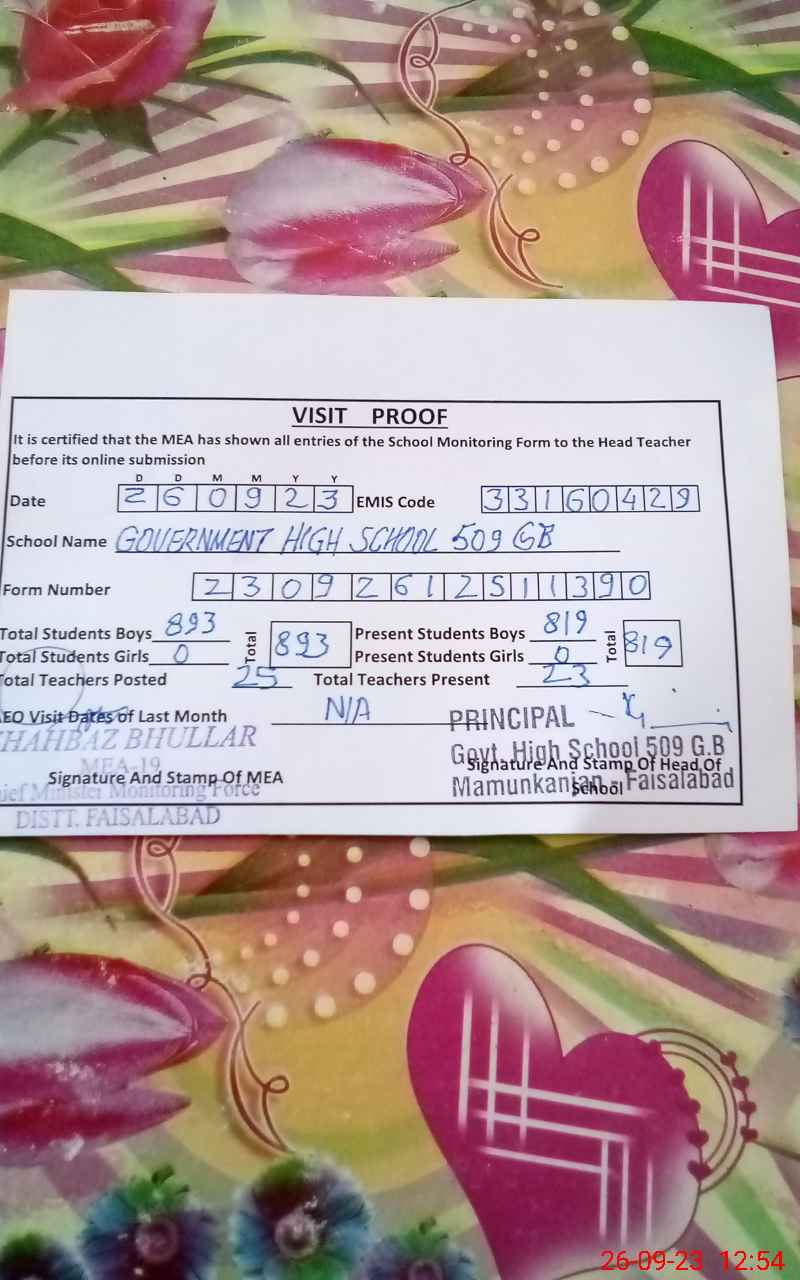 VISIT PROOF
It is certified that the MEA has shown all entries of the School Monitoring Form to the Head Teacher
before its online submission
D D M M Y Y
Date 2 6 0 9 2 3 EMIS Code 3 3 1 6 0 4 2 9
School Name GOVERNMENT HIGH SCHOOL 509 GB
Form Number 2 3 0 9 2 6 1 2 5 1 1 3 9 0
Total Students Boys 893 Total 893 Present Students Boys 819 Total 819
Total Students Girls 0 Present Students Girls 0
Total Teachers Posted 25 Total Teachers Present 23
EO Visit Dates of Last Month N/A
PRINCIPAL
HAHBAZ BHULLAR
Govt. High School 509 G.B
MEA-19
Signature And Stamp Of MEA
Signature And Stamp Of Head Of
School
Mamunkanjan - Faisalabad
ief Minister Monitoring Force
DISTT. FAISALABAD
26-09-23 12:54